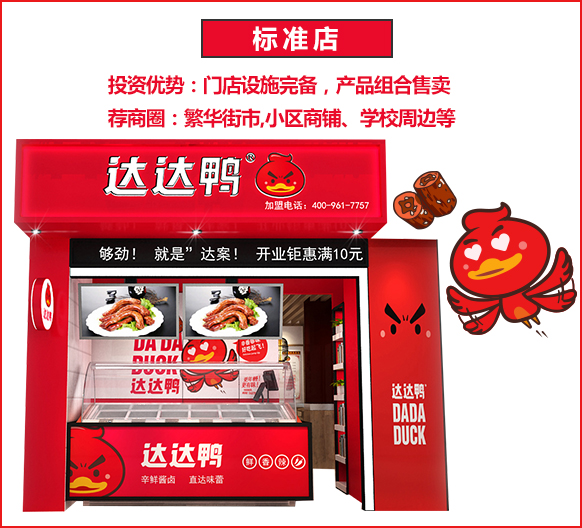 标准店
投资优势：门店设施完备，产品组合售卖
荐商圈：繁华街市,小区商铺、学校周边等
达达鸭®
加盟电话：400-961-7757
够劲！ 就是”达案！ 开业钜惠满10元
达达鸭
DADA
DUCK
达达鸭
达达鸭
DADA
DUCK
达达鸭
鲜香辣
辛鲜酱卤 直达味蕾